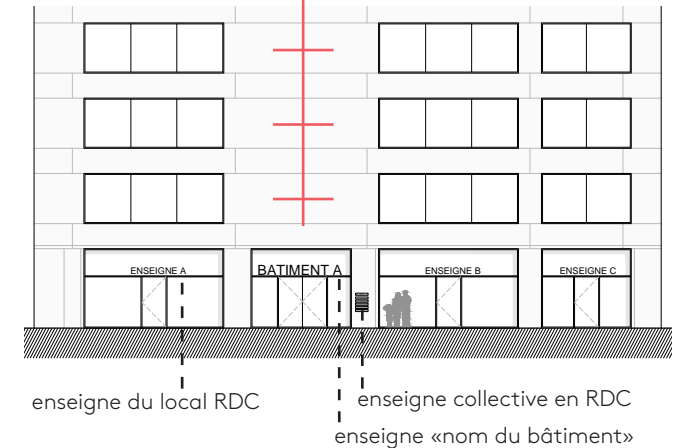 ENSEIGNE A
BATIMENT A
ENSEIGNE B
ENSEIGNE C
enseigne du local RDC
enseigne collective en RDC
enseigne «nom du bâtiment»